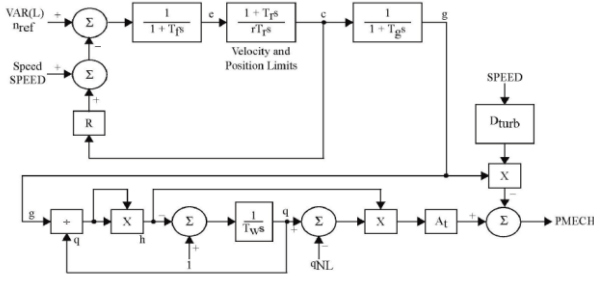 VAR(L)
nref
+
Σ
−
1
1 + Tfs
e
1 + Trs
rTrs
c
1
1 + Tgs
g
Velocity and
Position Limits
Speed
SPEED
+
Σ
+
R
SPEED
Dturb
X
−
g
÷
q
X
h
−
Σ
+
1
1
Tws
q
+
Σ
−
qNL
X
At
+
Σ
PMECH